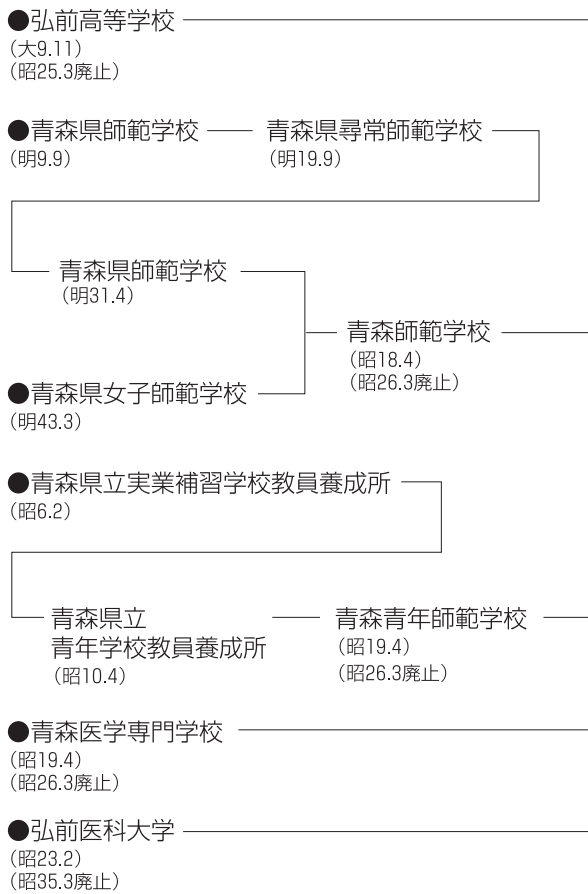 ●弘前高等学校
(大9.11)
(昭25.3廃止)
●青森県師範学校
(明9.9)
青森県尋常師範学校
(明19.9)
青森県師範学校
(明31.4)
●青森県女子師範学校
(明43.3)
青森師範学校
(昭18.4)
(昭26.3廃止)
●青森県立実業補習学校教員養成所
(昭6.2)
青森県立
青年学校教員養成所
(昭10.4)
青森青年師範学校
(昭19.4)
(昭26.3廃止)
●青森医学専門学校
(昭19.4)
(昭26.3廃止)
●弘前医科大学
(昭23.2)
(昭35.3廃止)